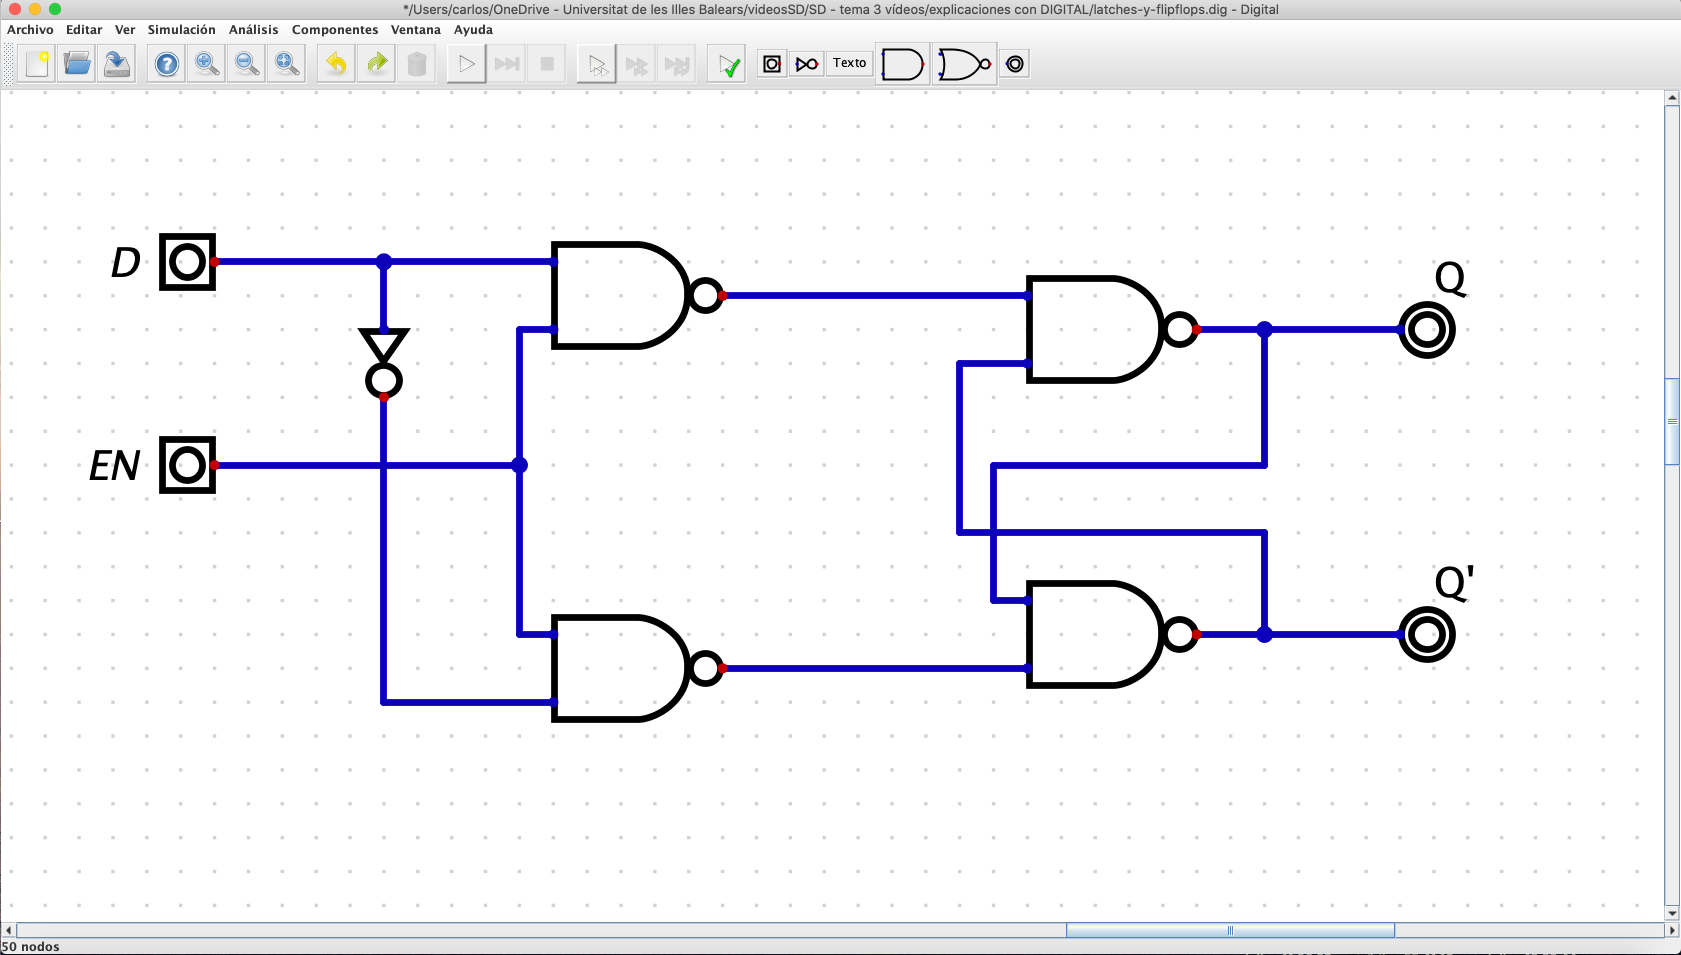 */Users/carlos/OneDrive - Universitat de les Illes Balears/videosSD/SD - tema 3 vídeos/explicaciones con DIGITAL/latches-y-flipflops.dig - Digital
Archivo Editar Ver Simulación Análisis Componentes Ventana Ayuda
Texto
D
Q
EN
Q'
50 nodos